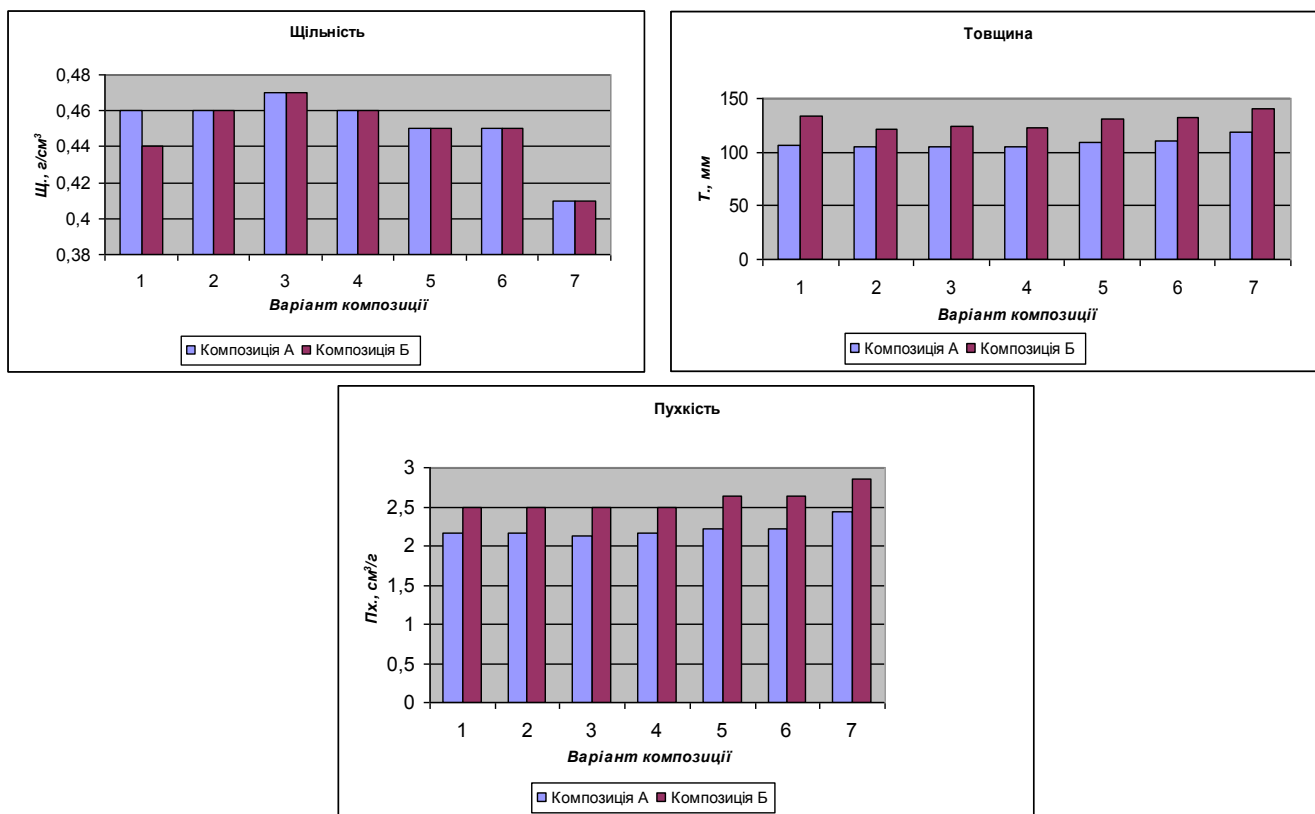 Щільність
Щ., г/см³
0,48
0,46
0,44
0,42
0,4
0,38
1 2 3 4 5 6 7
Варіант композиції
Композиція А Композиція Б
Товщина
Т., мм
150
100
50
0
1 2 3 4 5 6 7
Варіант композиції
Композиція А Композиція Б
Пухкість
Пх., см³/г
3
2,5
2
1,5
1
0,5
0
1 2 3 4 5 6 7
Варіант композиції
Композиція А Композиція Б